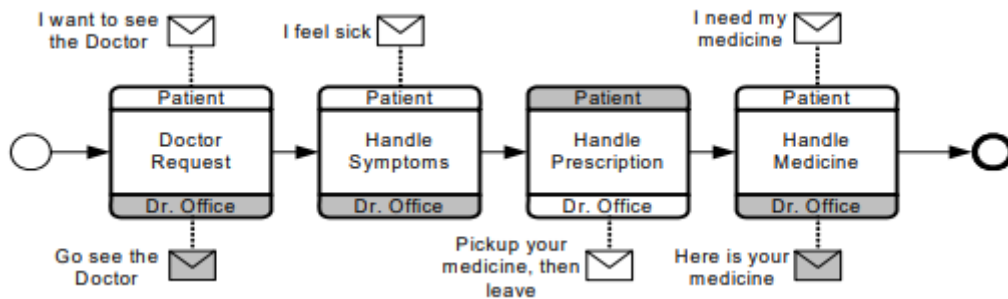 I want to see
the Doctor
I feel sick
I need my
medicine
Patient
Patient
Patient
Patient
Doctor
Request
Handle
Symptoms
Handle
Prescription
Handle
Medicine
Dr. Office
Dr. Office
Dr. Office
Dr. Office
Go see the
Doctor
Pickup your
medicine, then
leave
Here is your
medicine